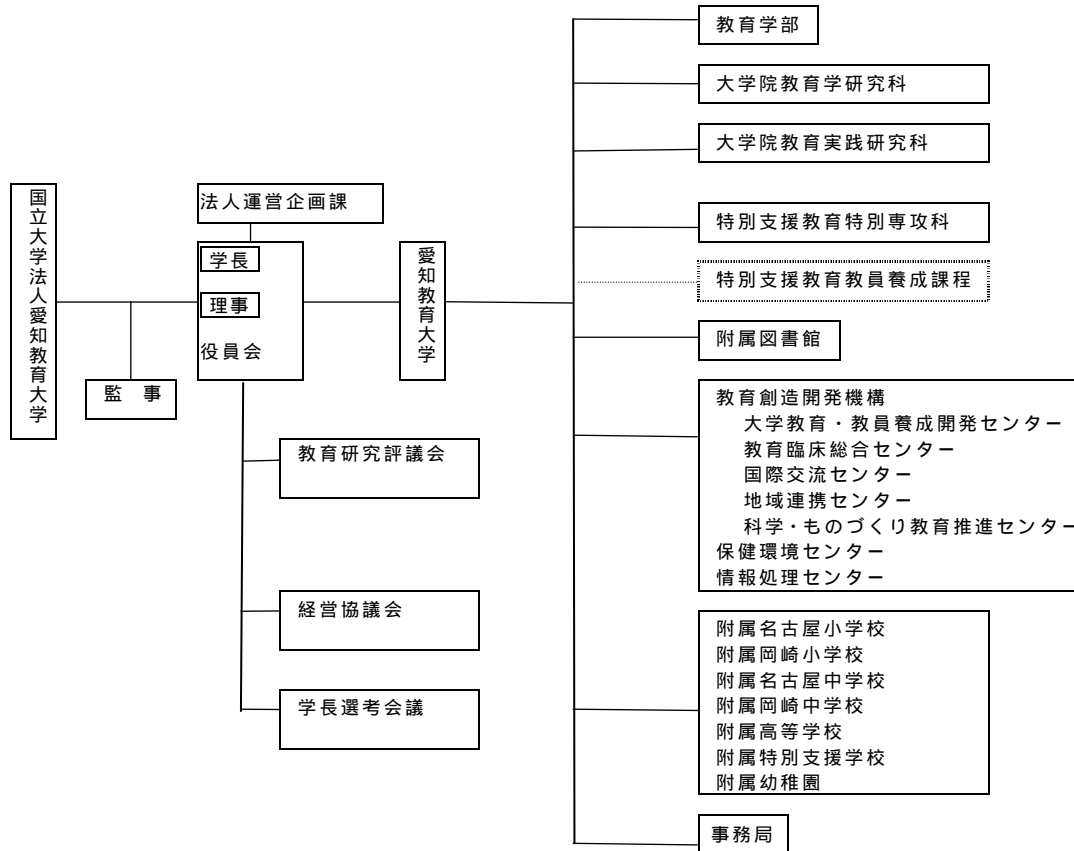 国立大学法人愛知教育大学
監　事
法人運営企画課
学長
理事
役員会
教育研究評議会
経営協議会
学長選考会議
愛知教育大学
教育学部
大学院教育学研究科
大学院教育実践研究科
特別支援教育特別専攻科
特別支援教育教員養成課程
附属図書館
教育創造開発機構
大学教育・教員養成開発センター
教育臨床総合センター
国際交流センター
地域連携センター
科学・ものづくり教育推進センター
保健環境センター
情報処理センター
附属名古屋小学校
附属岡崎小学校
附属名古屋中学校
附属岡崎中学校
附属高等学校
附属特別支援学校
附属幼稚園
事務局